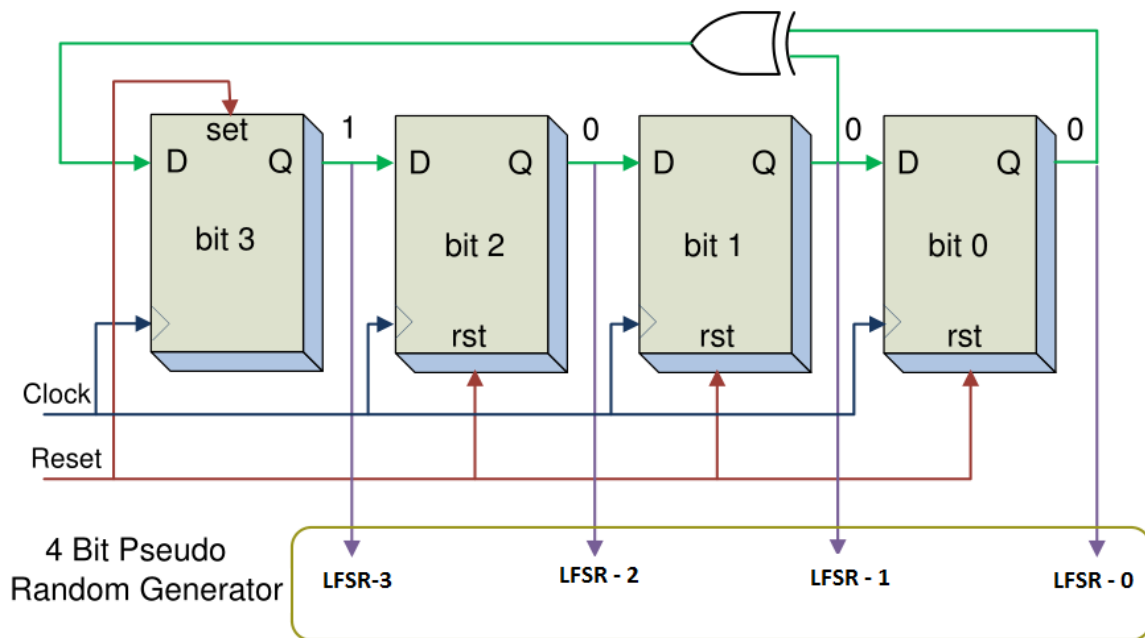 set
1
0
0
0
D Q
D Q
D Q
D Q
bit 3
bit 2
bit 1
bit 0
rst
rst
rst
Clock
Reset
4 Bit Pseudo
Random Generator
LFSR-3
LFSR - 2
LFSR - 1
LFSR - 0